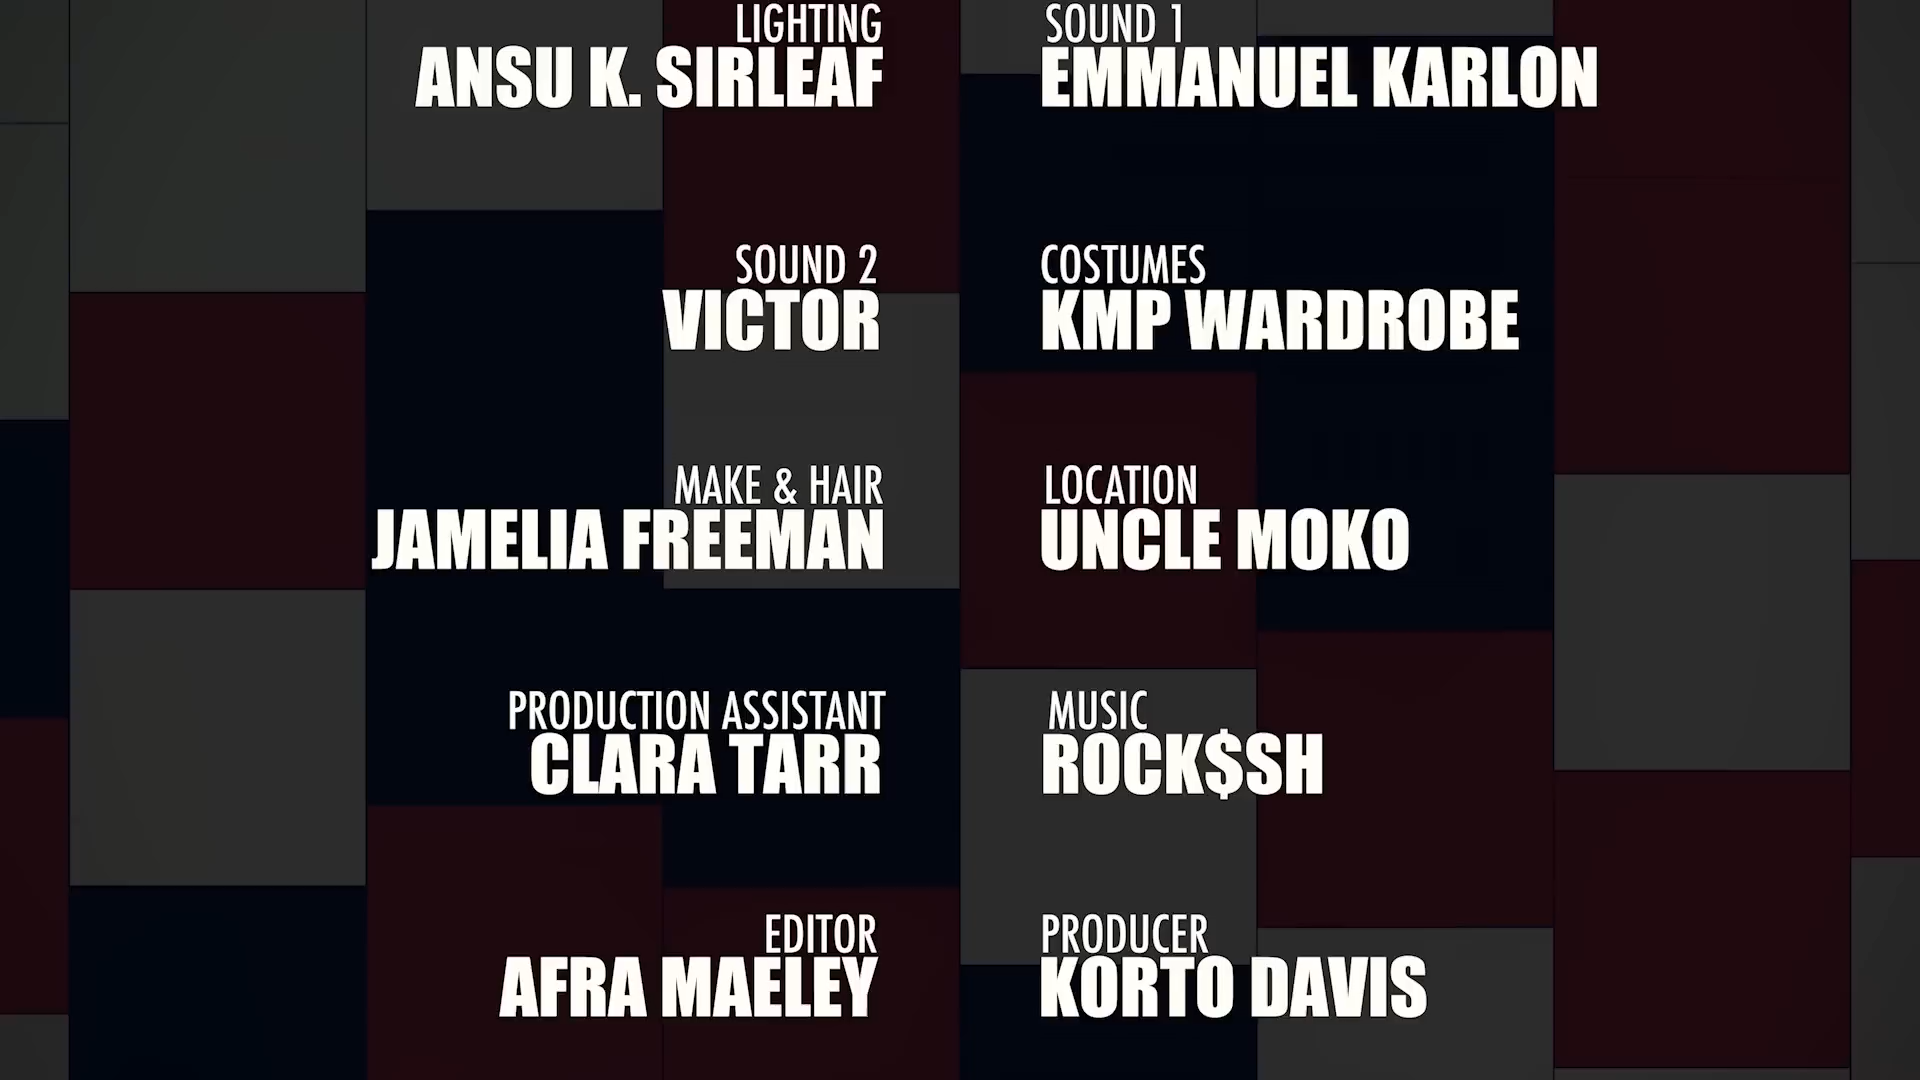 LIGHTING
ANSU K. SIRLEAF
SOUND 1
EMMANUEL KARLON
SOUND 2
VICTOR
COSTUMES
KMP WARDROBE
MAKE & HAIR
JAMELIA FREEMAN
LOCATION
UNCLE MOKO
PRODUCTION ASSISTANT
CLARA TARR
MUSIC
ROCK$SH
EDITOR
AFRA MAELEY
PRODUCER
KORTO DAVIS